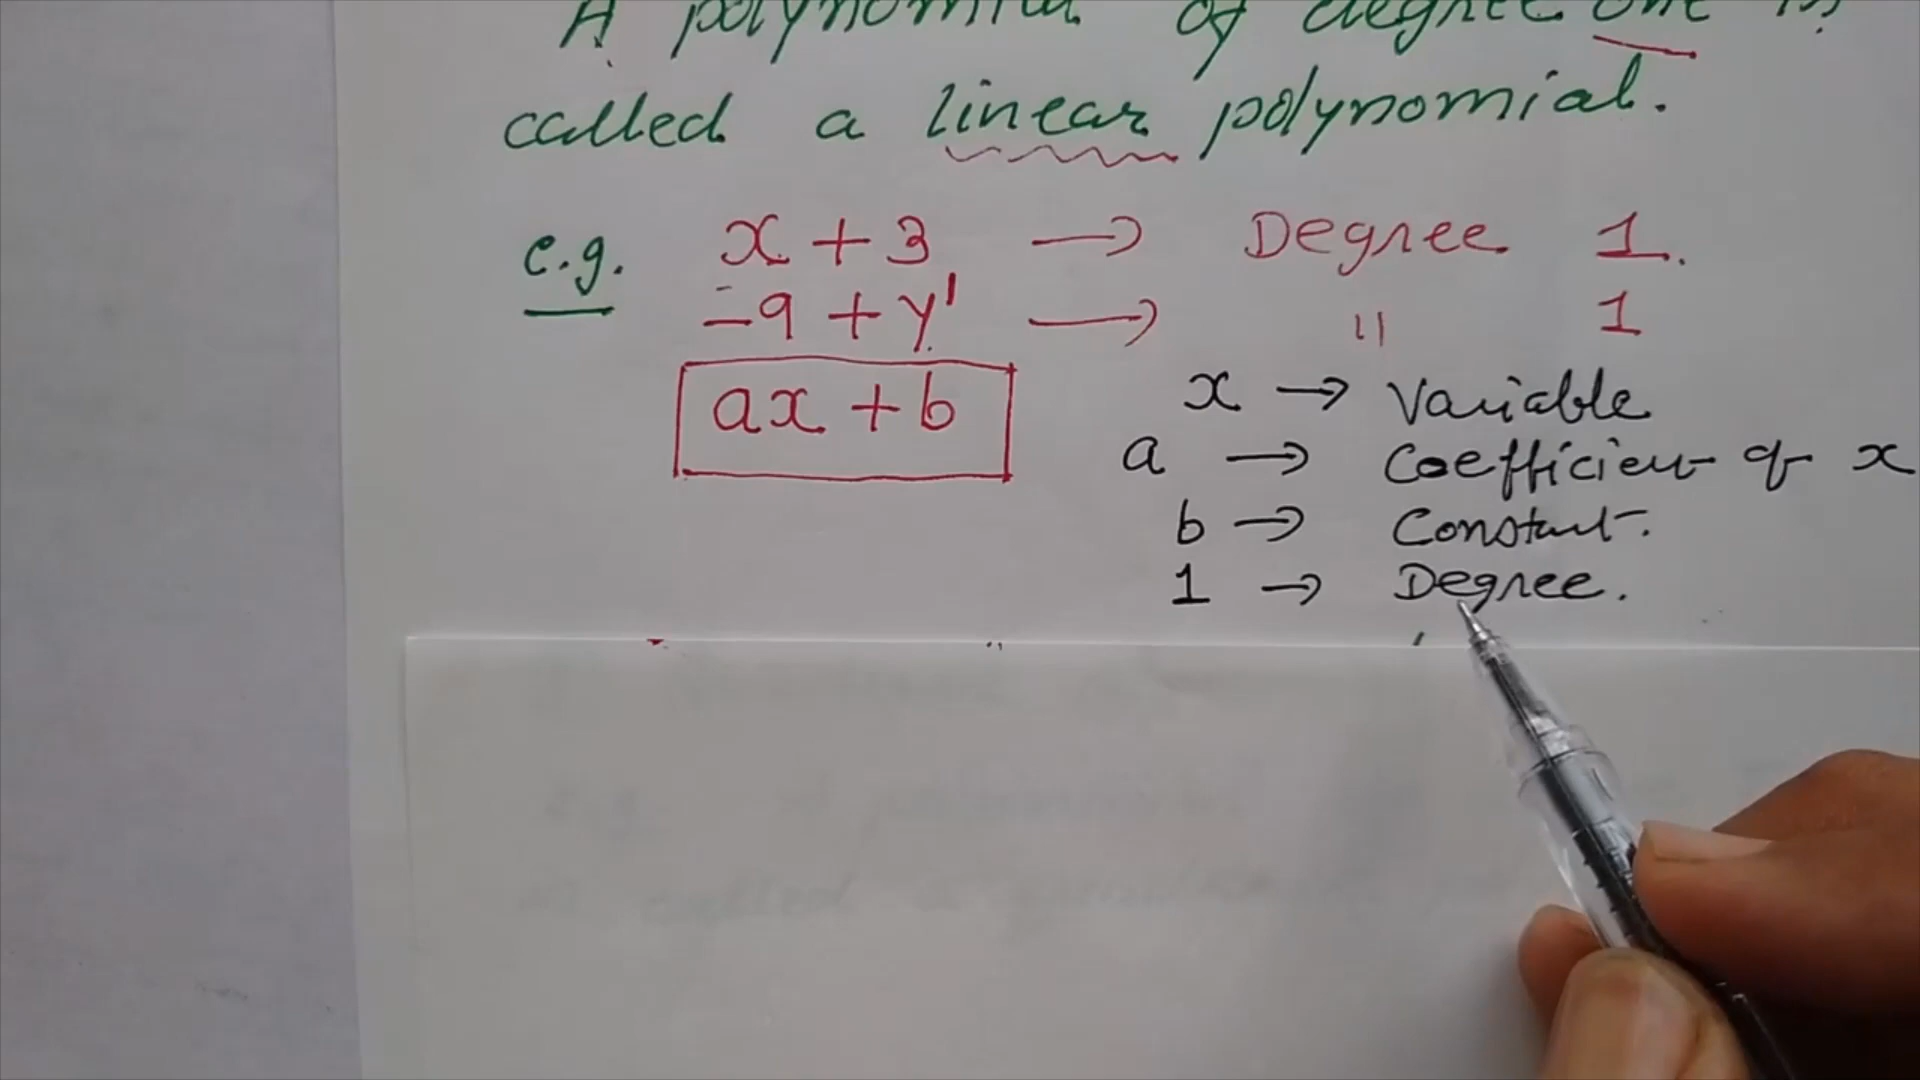 A polynomial of degree one is
called a linear polynomial.
e.g. x + 3 → Degree 1.
-9 + y¹ → " 1
ax + b
x → Variable
a → Coefficient of x
b → Constant.
1 → Degree.